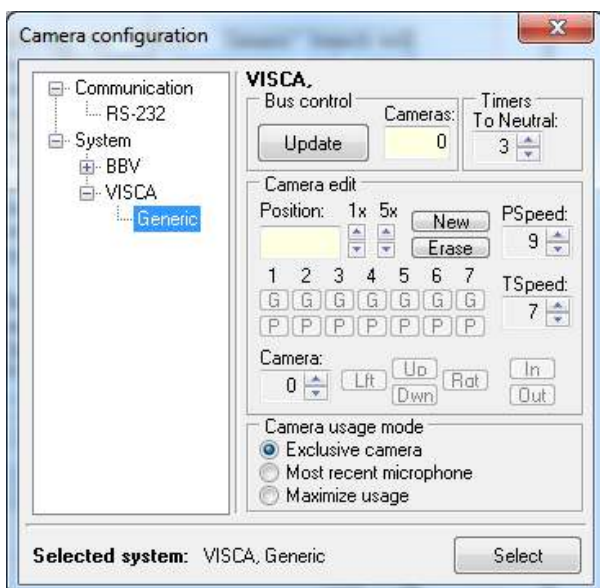 Camera configuration
Communication
RS-232
System
BBV
VISCA
Generic
VISCA,
Bus control
Update
Cameras:
0
Timers
To Neutral:
3
Camera edit
Position: 1x 5x
New
Erase
PSpeed:
9
1 2 3 4 5 6 7
G G G G G G G
P P P P P P P
TSpeed:
7
Camera:
0
Lft
Up
Dwn
Rgt
In
Out
Camera usage mode
Exclusive camera
Most recent microphone
Maximize usage
Selected system: VISCA, Generic
Select